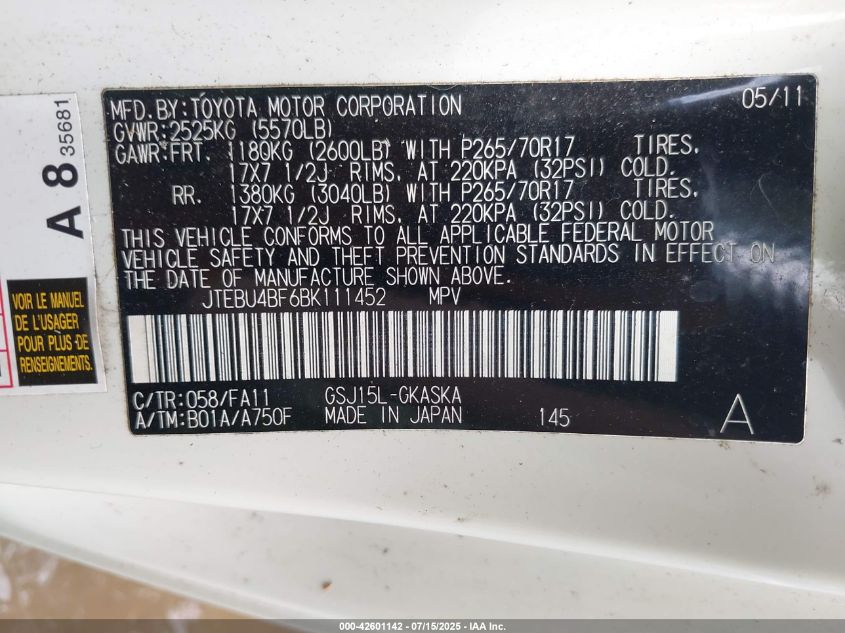 MFD.BY:TOYOTA MOTOR CORPORATION 05/11
GVWR:2525KG (5570LB)
GAWR:FRT. 1180KG (2600LB) WITH P265/70R17 TIRES,
17X7 1/2J RIMS, AT 220KPA (32PSI) COLD.
RR. 1380KG (3040LB) WITH P265/70R17 TIRES,
17X7 1/2J RIMS, AT 220KPA (32PSI) COLD.
THIS VEHICLE CONFORMS TO ALL APPLICABLE FEDERAL MOTOR
VEHICLE SAFETY AND THEFT PREVENTION STANDARDS IN EFFECT ON
THE DATE OF MANUFACTURE SHOWN ABOVE.
JTEBU4BF6BK111452 MPV
C/TR:058/FA11 GSJ15L-GKASKA
A/TM:B01A/A750F MADE IN JAPAN 145 A
A 8 35681
VOIR LE MANUEL
DE L'USAGER
POUR PLUS DE
RENSEIGNEMENTS.
000-42601142 - 07/15/2025 - IAA Inc.